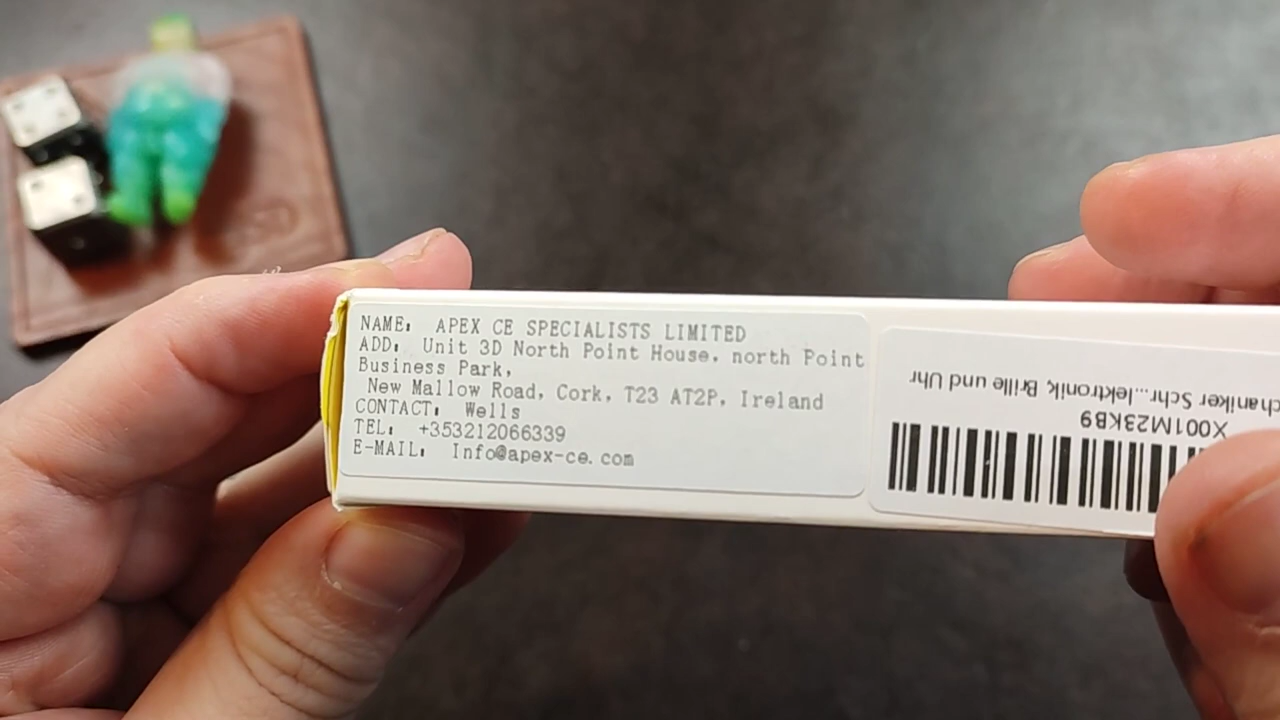 NAME: APEX CE SPECIALISTS LIMITED
ADD: Unit 3D North Point House, north Point
Business Park,
New Mallow Road, Cork, T23 AT2P, Ireland
CONTACT: Wells
TEL: +353212066339
E-MAIL: Info@apex-ce.com
X001M23KB9
chaniker Schr...lektronik, Brille und Uhr